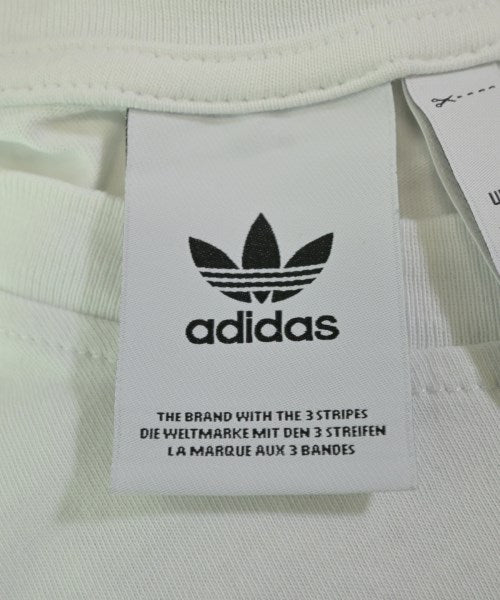 adidas
THE BRAND WITH THE 3 STRIPES
DIE WELTMARKE MIT DEN 3 STREIFEN
LA MARQUE AUX 3 BANDES